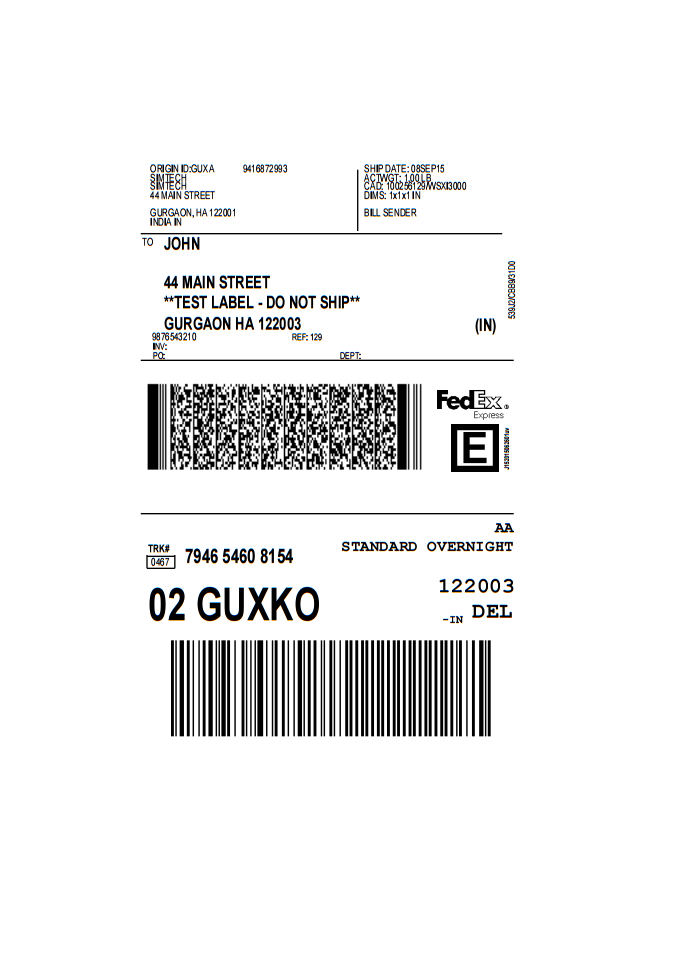 ORIGIN ID:GUXA 9416872993
SIMTECH
SIMTECH
44 MAIN STREET
GURGAON, HA 122001
INDIA IN
SHIP DATE: 08SEP15
ACTWGT: 1.00 LB
CAD: 100256129/WSXI3000
DIMS: 1x1x1 IN
BILL SENDER
TO JOHN
44 MAIN STREET
**TEST LABEL - DO NOT SHIP**
GURGAON HA 122003
(IN)
9876543210 REF: 129
INV:
PO: DEPT:
539J2/CBB9/31D0
FedEx®
Express
E
AA
STANDARD OVERNIGHT
TRK#
0467
7946 5460 8154
02 GUXKO
122003
-IN DEL